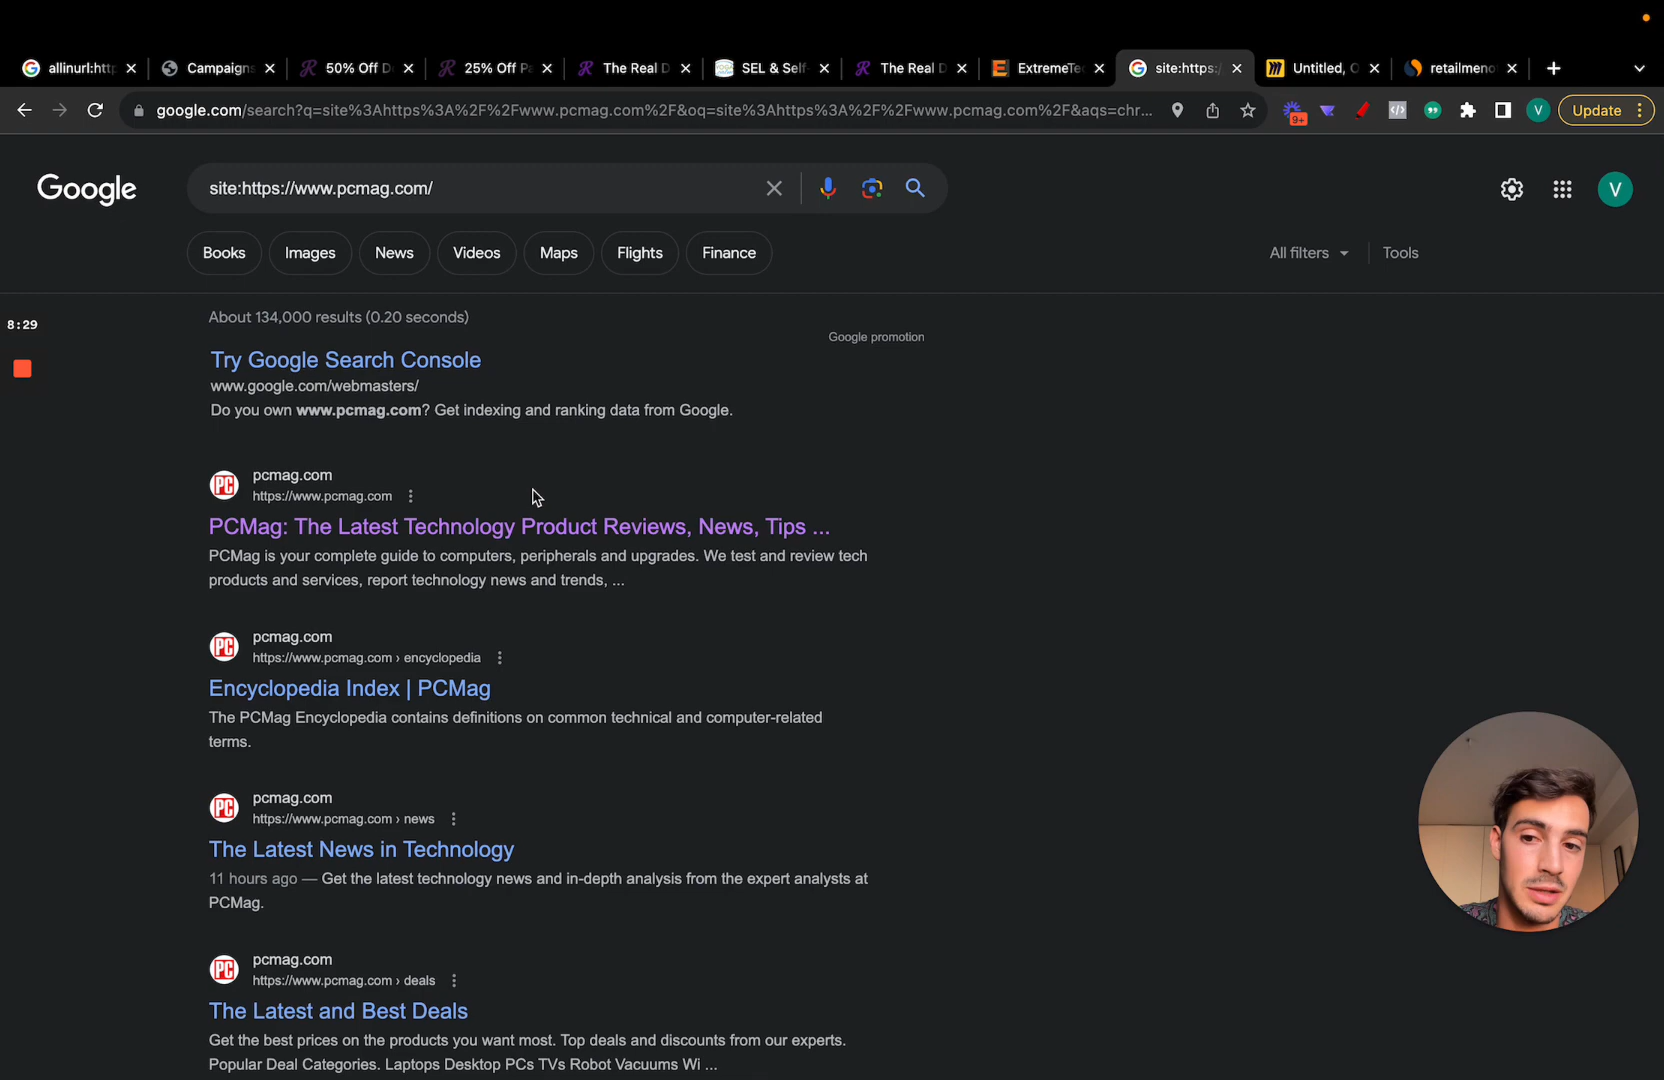 allinurl:http
Campaigns
50% Off D
25% Off Pa
The Real D
SEL & Self-
The Real D
ExtremeTec
site:https:/
Untitled, O
retailmeno
google.com/search?q=site%3Ahttps%3A%2F%2Fwww.pcmag.com%2F&oq=site%3Ahttps%3A%2F%2Fwww.pcmag.com%2F&aqs=chr...
9+
V
Update
Google
site:https://www.pcmag.com/
V
Books
Images
News
Videos
Maps
Flights
Finance
All filters
Tools
About 134,000 results (0.20 seconds)
8:29
Google promotion
Try Google Search Console
www.google.com/webmasters/
Do you own www.pcmag.com? Get indexing and ranking data from Google.
PC
pcmag.com
https://www.pcmag.com
PCMag: The Latest Technology Product Reviews, News, Tips ...
PCMag is your complete guide to computers, peripherals and upgrades. We test and review tech
products and services, report technology news and trends, ...
PC
pcmag.com
https://www.pcmag.com › encyclopedia
Encyclopedia Index | PCMag
The PCMag Encyclopedia contains definitions on common technical and computer-related
terms.
PC
pcmag.com
https://www.pcmag.com › news
The Latest News in Technology
11 hours ago — Get the latest technology news and in-depth analysis from the expert analysts at
PCMag.
PC
pcmag.com
https://www.pcmag.com › deals
The Latest and Best Deals
Get the best prices on the products you want most. Top deals and discounts from our experts.
Popular Deal Categories. Laptops Desktop PCs TVs Robot Vacuums Wi ...